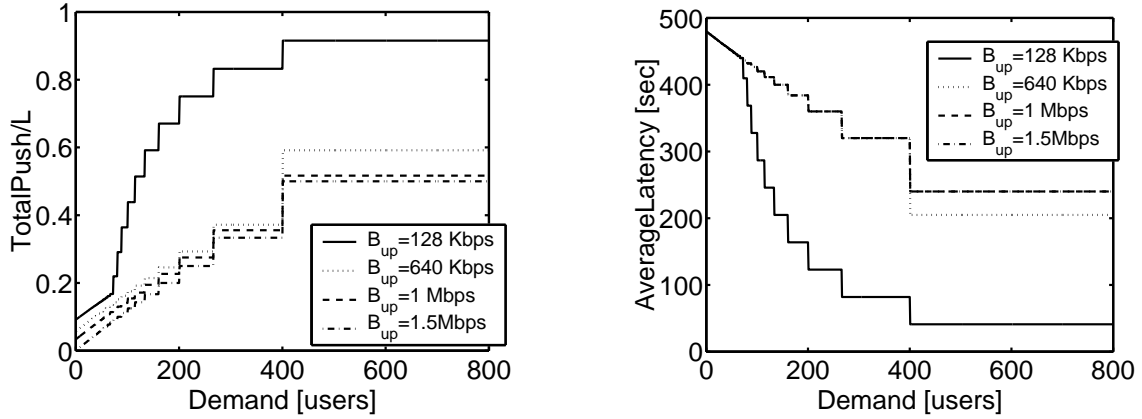 1
0.8
0.6
0.4
0.2
0
TotalPush/L
0 200 400 600 800
Demand [users]
B_up=128 Kbps
B_up=640 Kbps
B_up=1 Mbps
B_up=1.5Mbps
500
400
300
200
100
0
AverageLatency [sec]
0 200 400 600 800
Demand [users]
B_up=128 Kbps
B_up=640 Kbps
B_up=1 Mbps
B_up=1.5Mbps